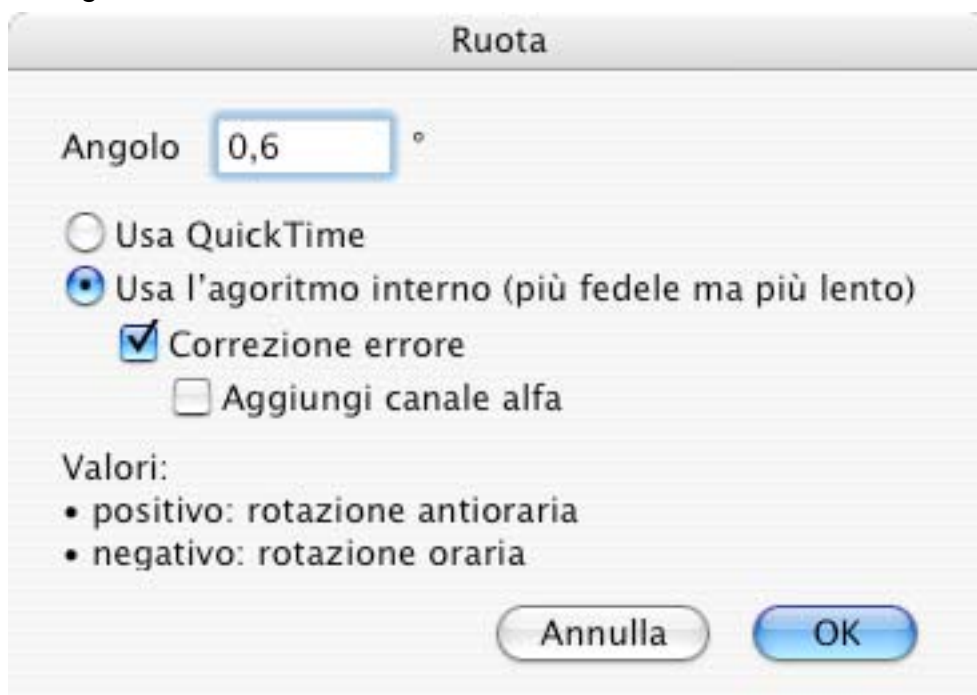 Ruota
Angolo 0,6 °
Usa QuickTime
Usa l'agoritmo interno (più fedele ma più lento)
Correzione errore
Aggiungi canale alfa
Valori:
• positivo: rotazione antioraria
• negativo: rotazione oraria
Annulla OK